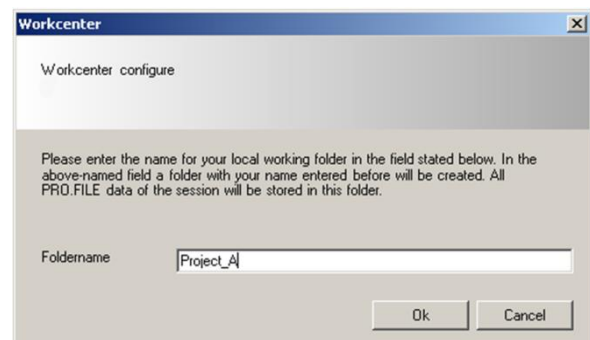 Workcenter
Workcenter configure
Please enter the name for your local working folder in the field stated below. In the
above-named field a folder with your name entered before will be created. All
PRO.FILE data of the session will be stored in this folder.
Foldername
Project_A
Ok
Cancel